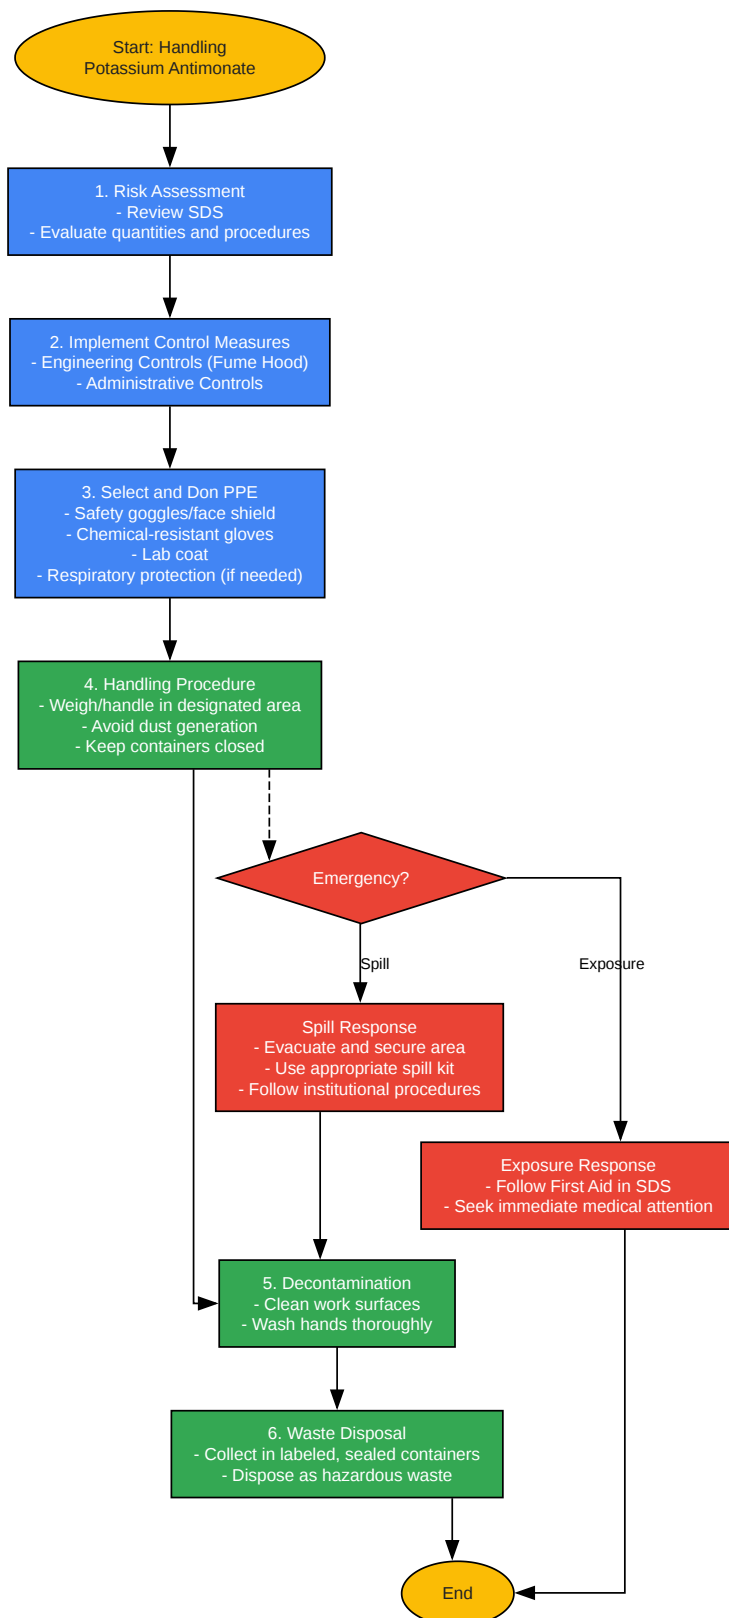 Start: Handling
Potassium Antimonate
1. Risk Assessment
- Review SDS
- Evaluate quantities and procedures
2. Implement Control Measures
- Engineering Controls (Fume Hood)
- Administrative Controls
3. Select and Don PPE
- Safety goggles/face shield
- Chemical-resistant gloves
- Lab coat
- Respiratory protection (if needed)
4. Handling Procedure
- Weigh/handle in designated area
- Avoid dust generation
- Keep containers closed
Emergency?
Spill
Exposure
Spill Response
- Evacuate and secure area
- Use appropriate spill kit
- Follow institutional procedures
Exposure Response
- Follow First Aid in SDS
- Seek immediate medical attention
5. Decontamination
- Clean work surfaces
- Wash hands thoroughly
6. Waste Disposal
- Collect in labeled, sealed containers
- Dispose as hazardous waste
End